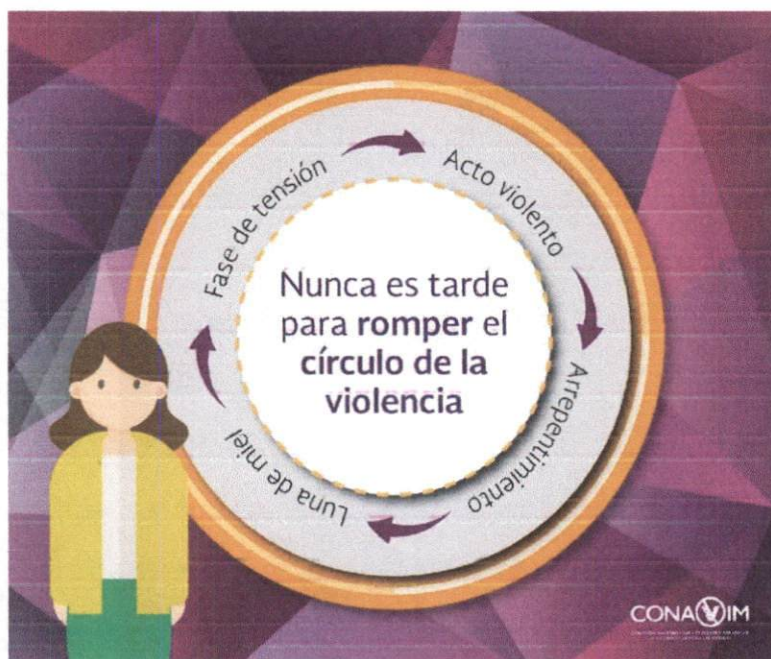 Fase de tensión
Acto violento
Arrepentimiento
Luna de miel
Nunca es tarde
para romper el
círculo de la
violencia
CONAVIM